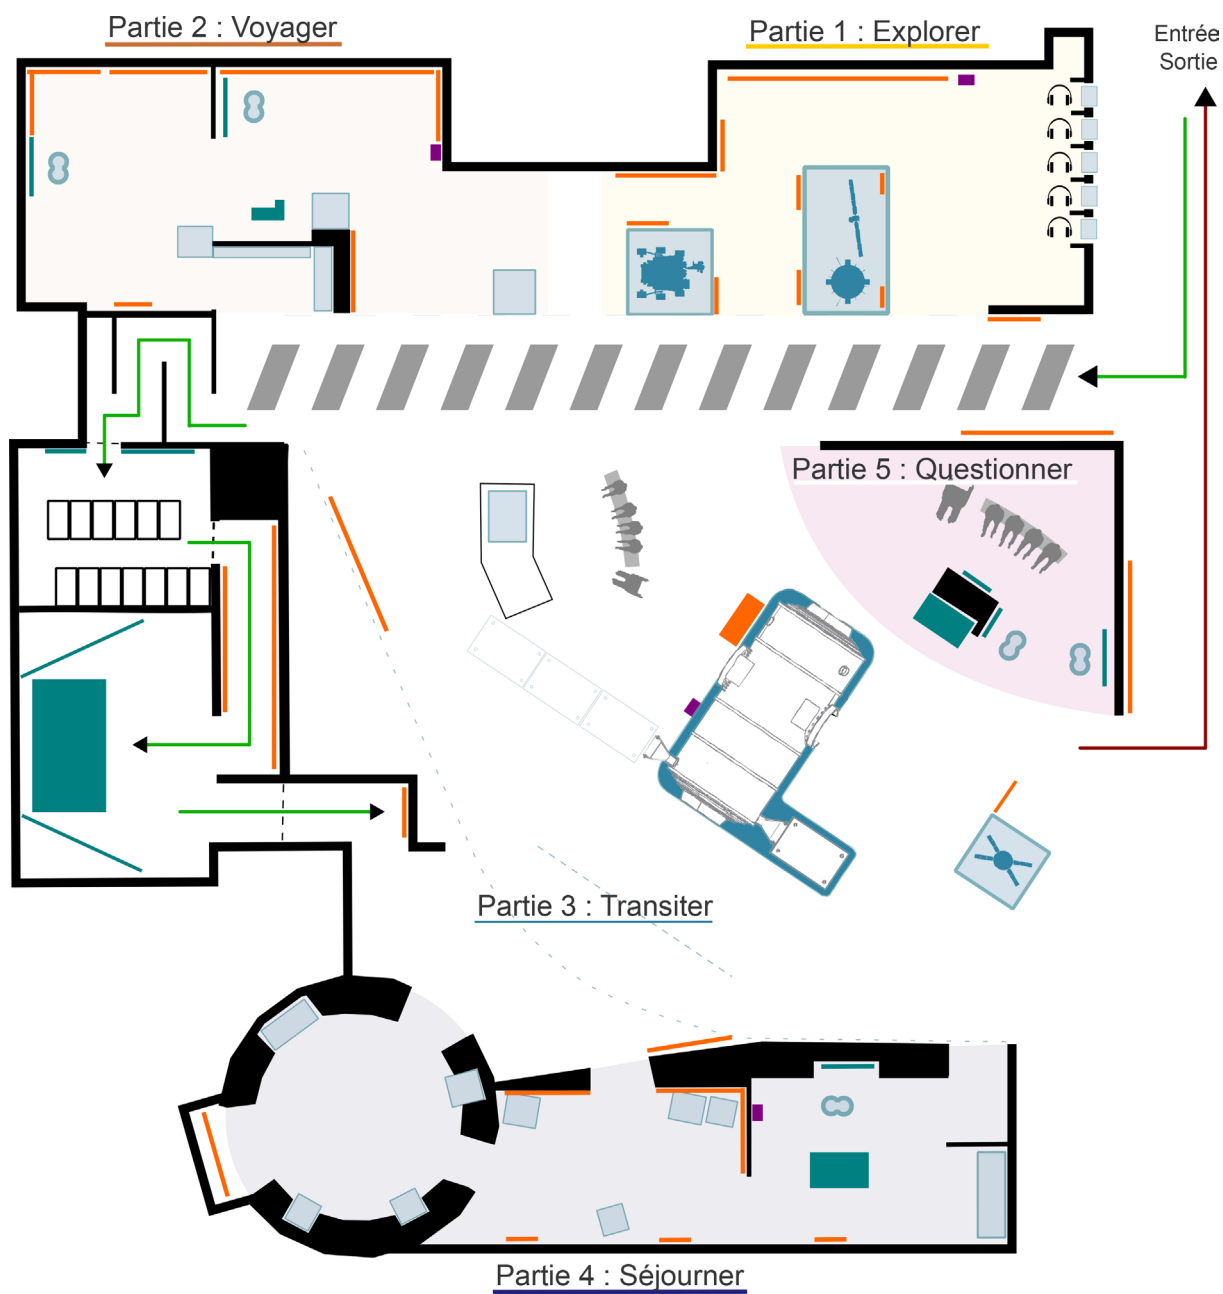 Partie 2 : Voyager
Partie 1 : Explorer
Entrée
Sortie
Partie 5 : Questionner
Partie 3 : Transiter
Partie 4 : Séjourner